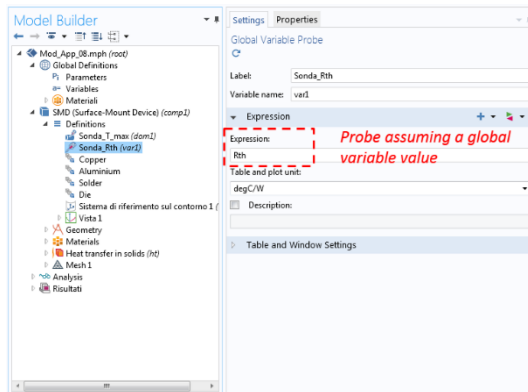 Model Builder
Mod_App_08.mph (root)
Global Definitions
Pi Parameters
a= Variables
Materiali
SMD (Surface-Mount Device) (comp1)
Definitions
Sonda_T_max (dom1)
Sonda_Rth (var1)
Copper
Aluminium
Solder
Die
Sistema di riferimento sul contorno 1 (
Vista 1
Geometry
Materials
Heat transfer in solids (ht)
Mesh 1
Analysis
Risultati
Settings Properties
Global Variable Probe
Label: Sonda_Rth
Variable name: var1
Expression
Expression:
Rth
Probe assuming a global
variable value
Table and plot unit:
degC/W
Description:
Table and Window Settings